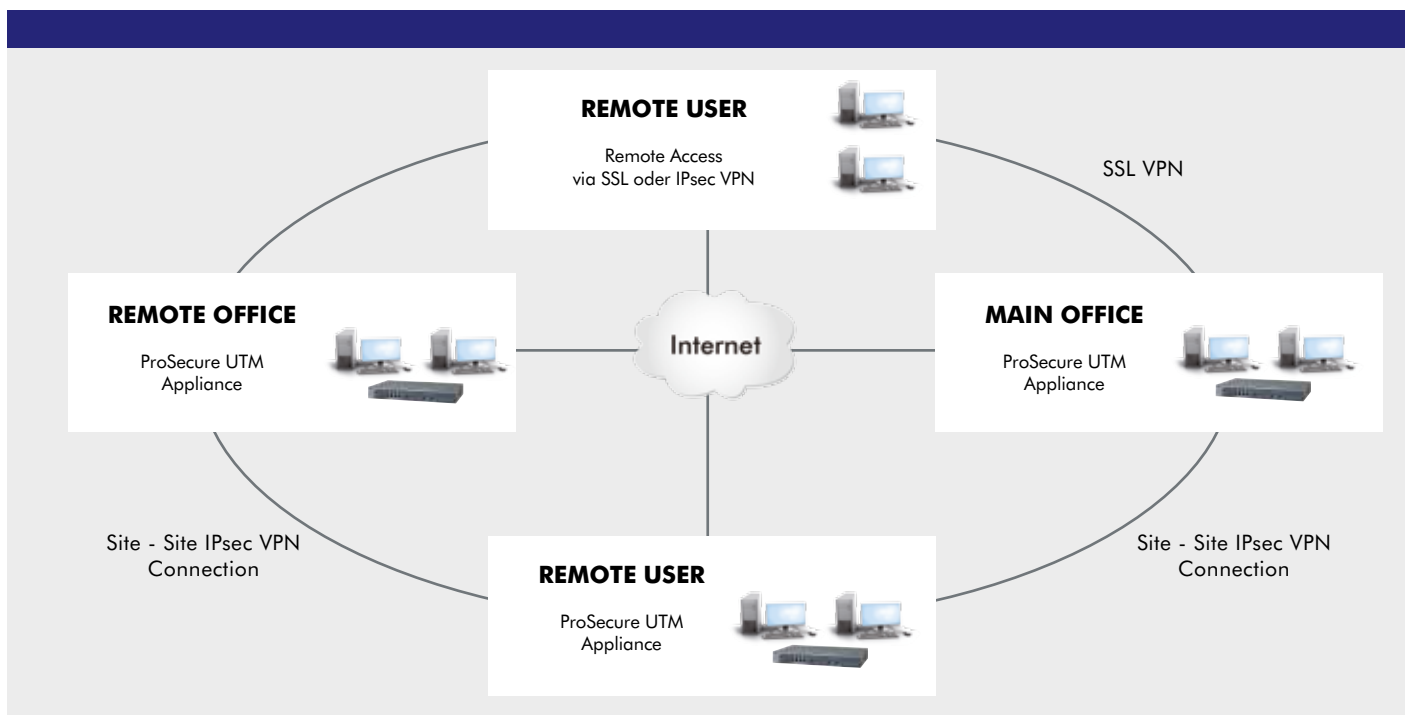 REMOTE USER
Remote Access
via SSL oder IPsec VPN
SSL VPN
REMOTE OFFICE
ProSecure UTM
Appliance
Internet
MAIN OFFICE
ProSecure UTM
Appliance
Site - Site IPsec VPN
Connection
REMOTE USER
ProSecure UTM
Appliance
Site - Site IPsec VPN
Connection